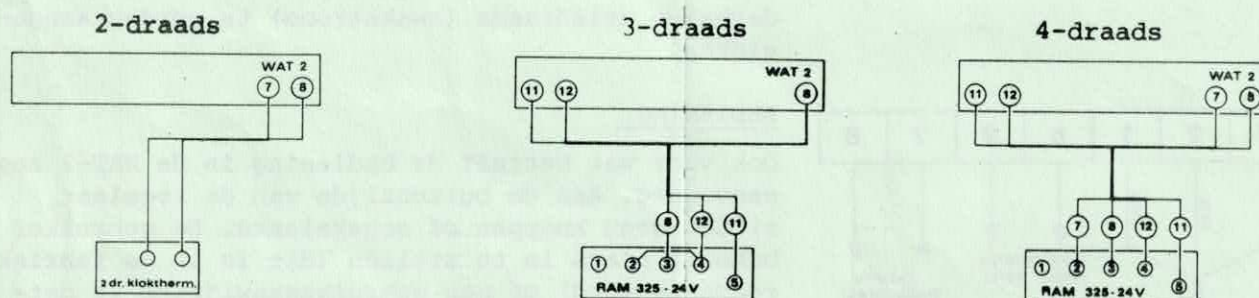 2-draads
3-draads
4-draads
WAT 2
7 8
2 dr. kloktherm.
WAT 2
11 12 8
8 12 11
1 2 3 4 5
RAM 325-24V
WAT 2
11 12 7 8
7 8 12 11
1 2 3 4 5
RAM 325-24V